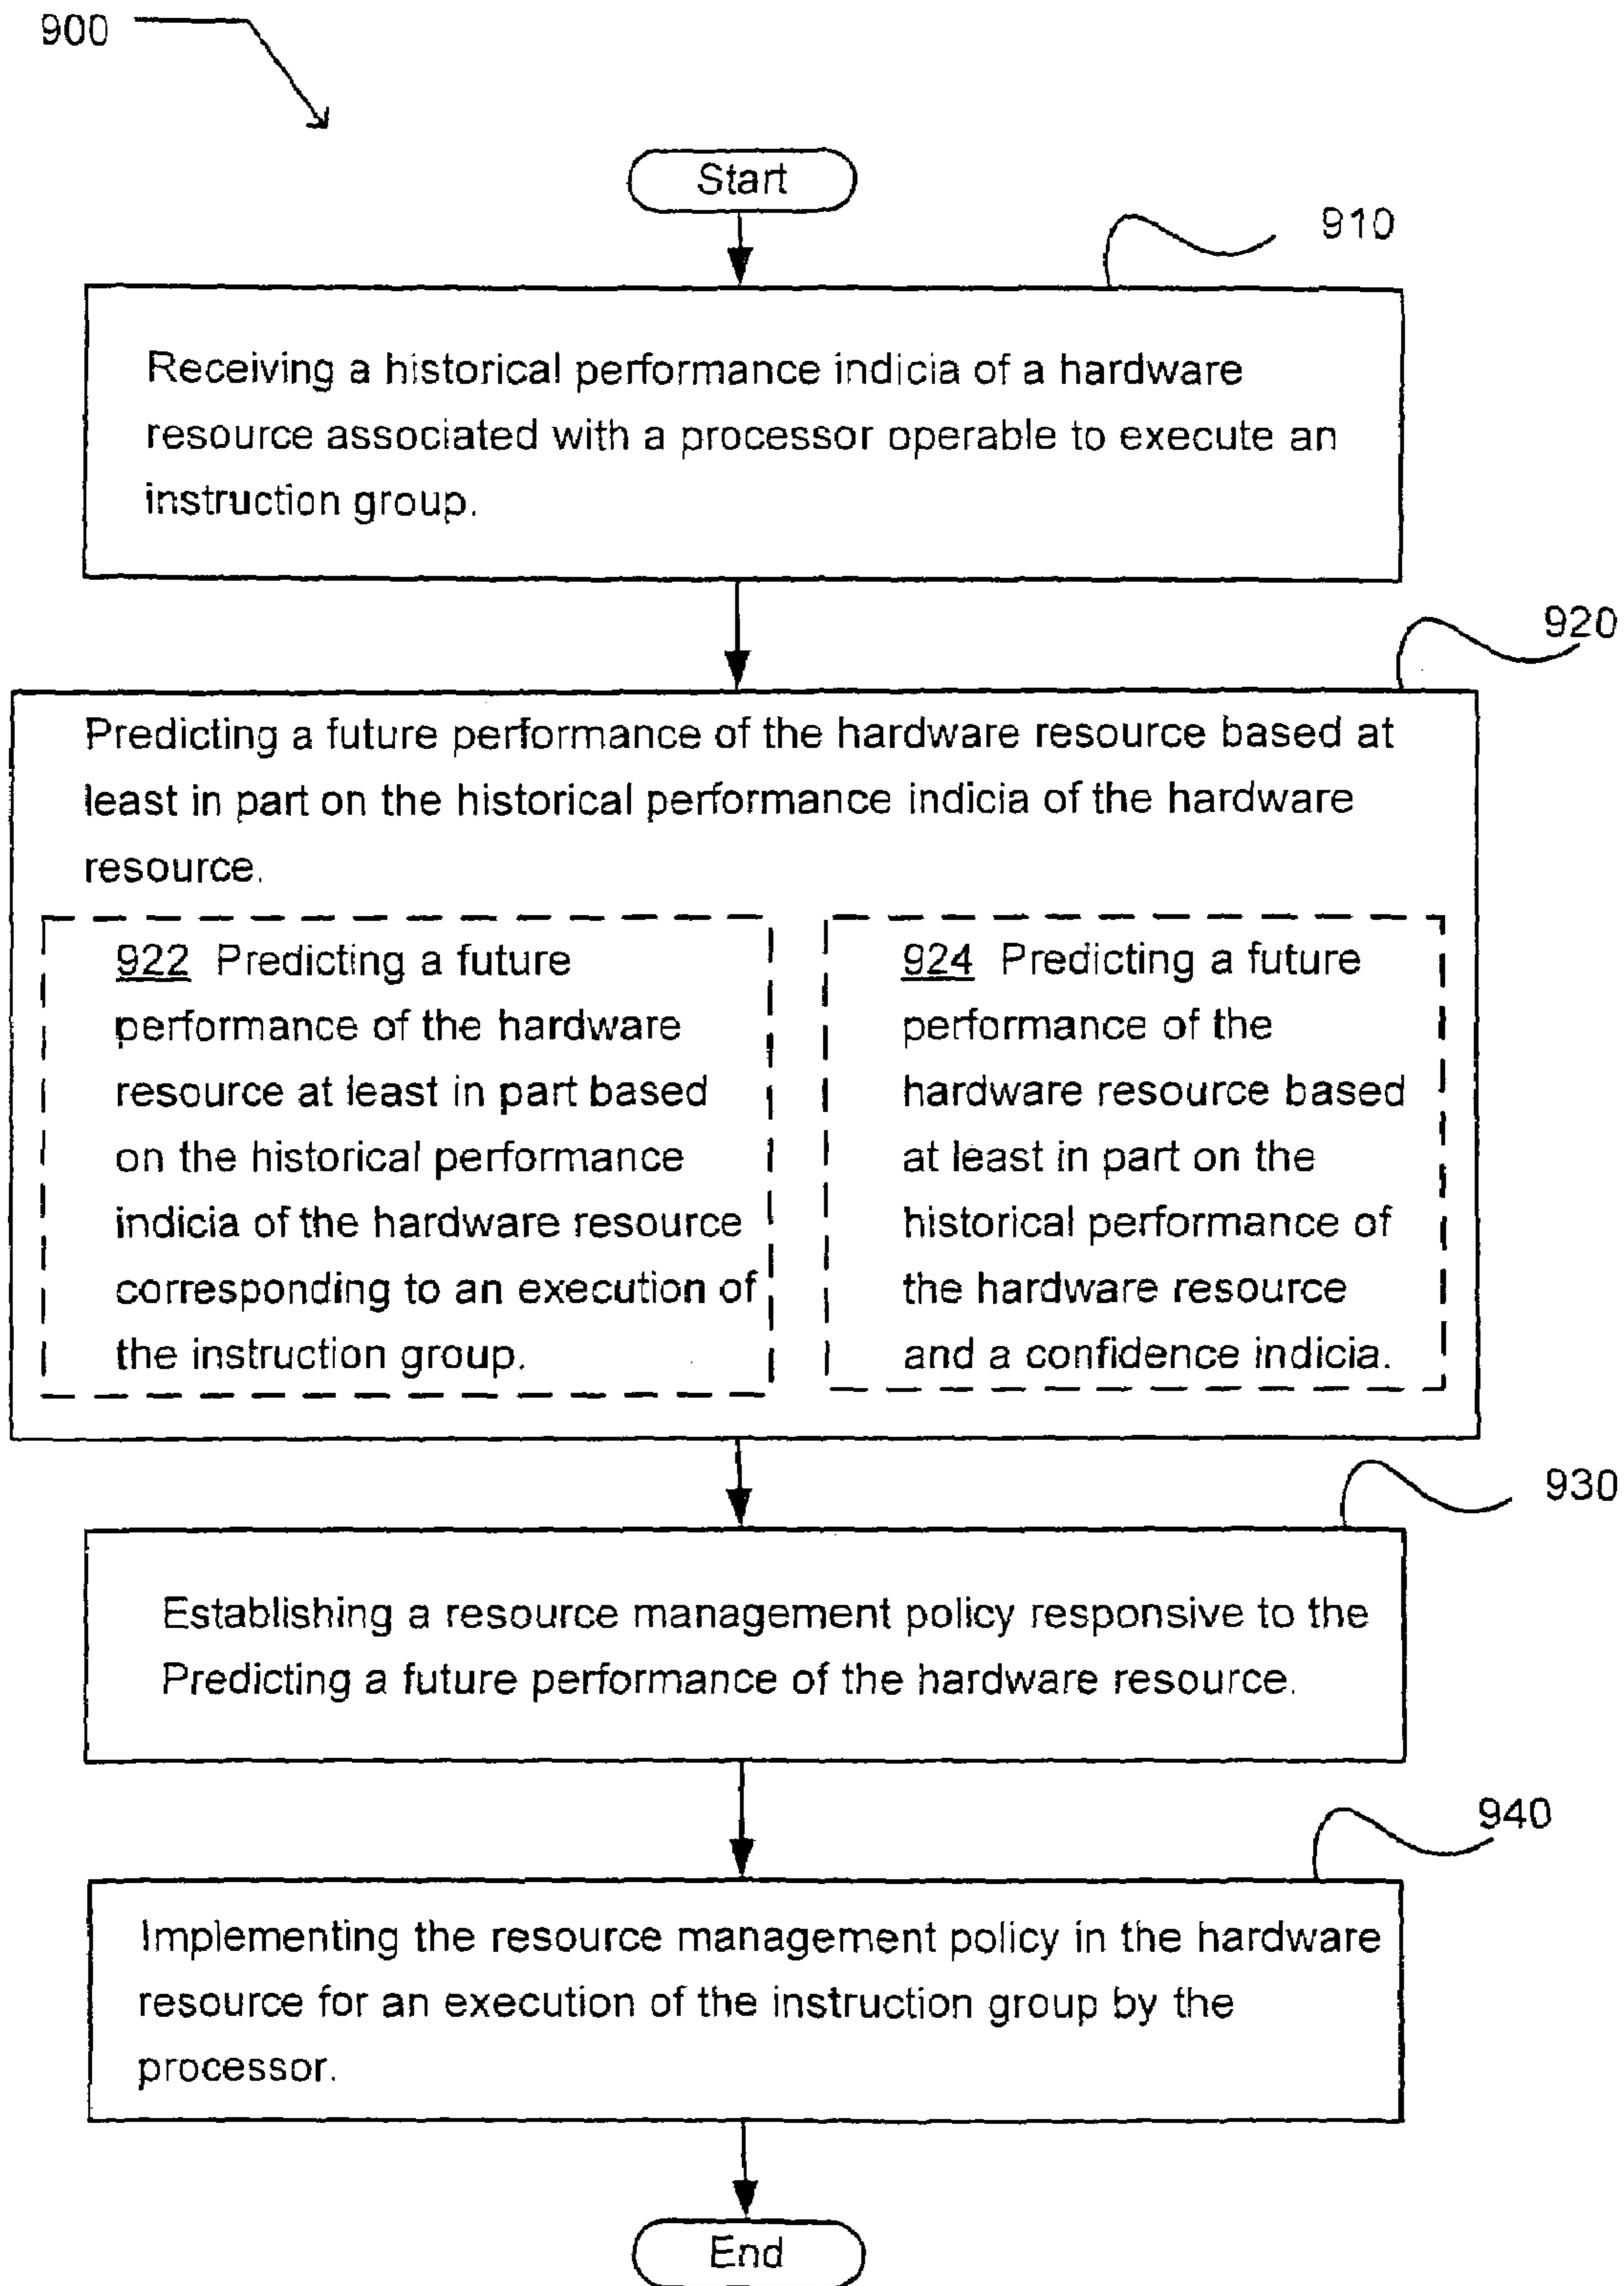 900
Start
910
Receiving a historical performance indicia of a hardware
resource associated with a processor operable to execute an
instruction group.
920
Predicting a future performance of the hardware resource based at
least in part on the historical performance indicia of the hardware
resource.
922 Predicting a future
performance of the hardware
resource at least in part based
on the historical performance
indicia of the hardware resource
corresponding to an execution of
the instruction group.
924 Predicting a future
performance of the
hardware resource based
at least in part on the
historical performance of
the hardware resource
and a confidence indicia.
930
Establishing a resource management policy responsive to the
Predicting a future performance of the hardware resource.
940
Implementing the resource management policy in the hardware
resource for an execution of the instruction group by the
processor.
End